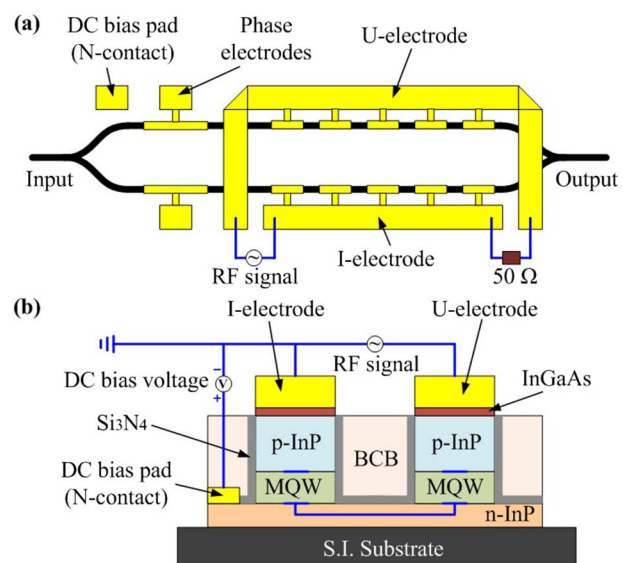 (a)
DC bias pad
(N-contact)
Phase
electrodes
U-electrode
Input
Output
RF signal
I-electrode
50 Ω
(b)
I-electrode
U-electrode
RF signal
InGaAs
DC bias voltage
−
V
+
Si₃N₄
p-InP
BCB
p-InP
DC bias pad
(N-contact)
MQW
MQW
n-InP
S.I. Substrate